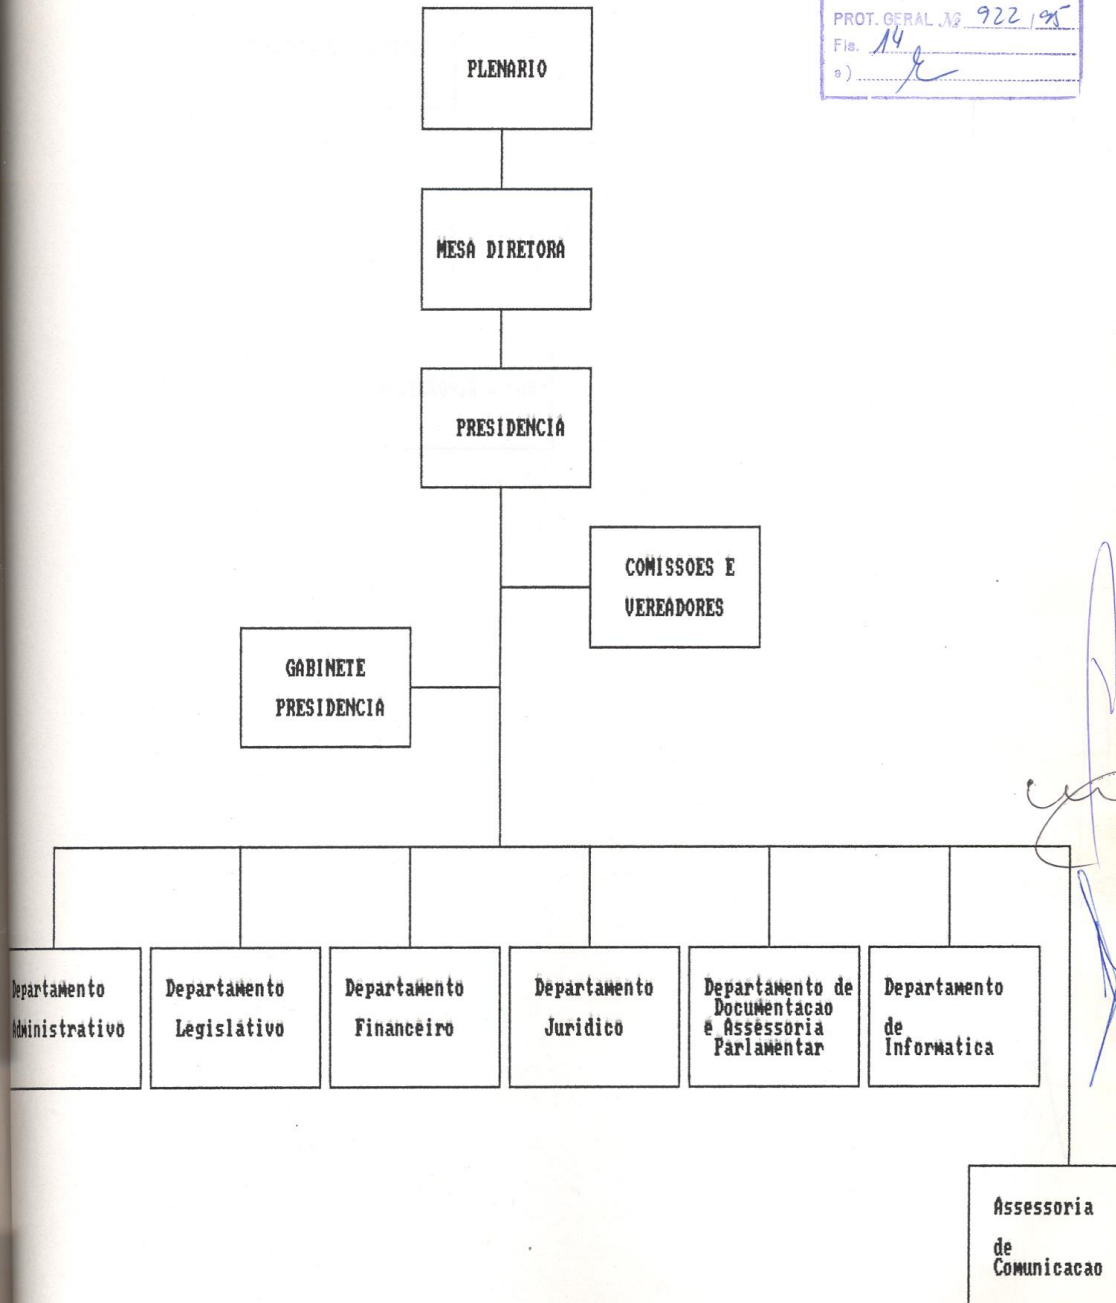 PROT. GERAL Nº 922/95
Fls. 14
a)
PLENARIO
MESA DIRETORA
PRESIDENCIA
COMISSOES E
VEREADORES
GABINETE
PRESIDENCIA
Departamento
Administrativo
Departamento
Legislativo
Departamento
Financeiro
Departamento
Juridico
Departamento de
Documentacao
e Assessoria
Parlamentar
Departamento
de
Informatica
Assessoria
de
Comunicacao